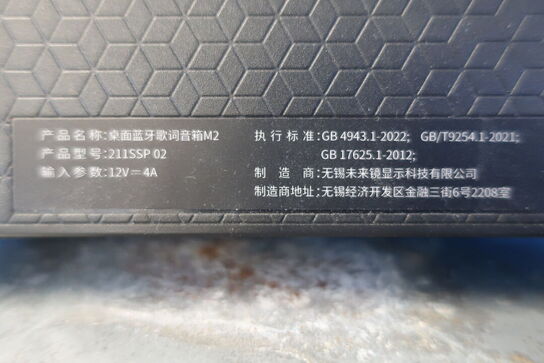 产品名称:桌面蓝牙歌词音箱M2
产品型号:211SSP 02
输入参数:12V⎓4A
执行标准:GB 4943.1-2022; GB/T9254.1-2021;
GB 17625.1-2012;
制造商:无锡未来镜显示科技有限公司
制造商地址:无锡经济开发区金融三街6号2208室